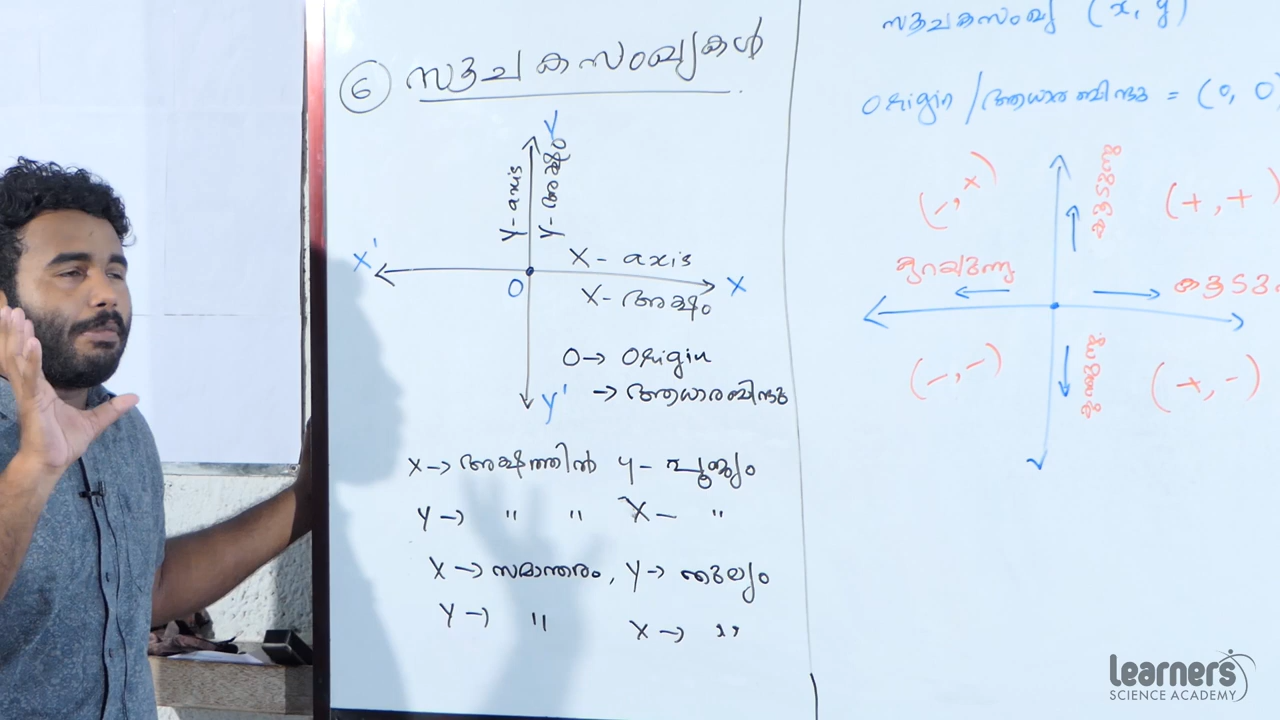 6 സൂചകസംഖ്യകൾ
Y
Y-axis
Y-അക്ഷം
X'
X- axis
X
O
X-അക്ഷം
O→ Origin
Y'
→ ആധാരബിന്ദു
X→ അക്ഷത്തിൽ Y- പൂജ്യം
Y→ " " X- "
X→ സമാന്തരം, Y→ തുല്യം
Y→ " X→ "
സൂചകസംഖ്യ (x, y)
Origin/ആധാരബിന്ദു = (0, 0)
(-, +)
കൂടുന്നു
(+, +)
കുറയുന്നു
കൂടു
(-, -)
(+, -)
Learners
SCIENCE ACADEMY